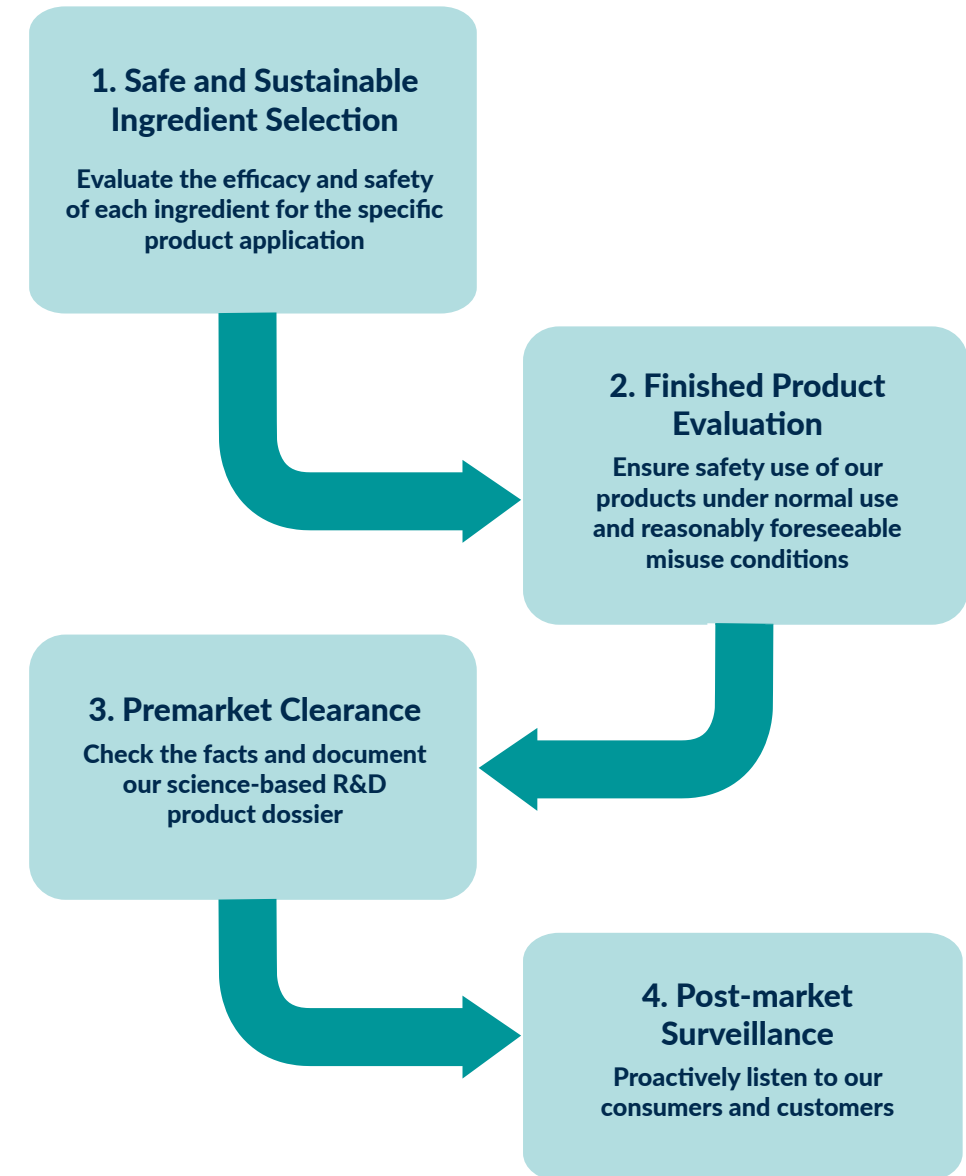 1. Safe and Sustainable
Ingredient Selection
Evaluate the efficacy and safety
of each ingredient for the specific
product application
2. Finished Product
Evaluation
Ensure safety use of our
products under normal use
and reasonably foreseeable
misuse conditions
3. Premarket Clearance
Check the facts and document
our science-based R&D
product dossier
4. Post-market
Surveillance
Proactively listen to our
consumers and customers